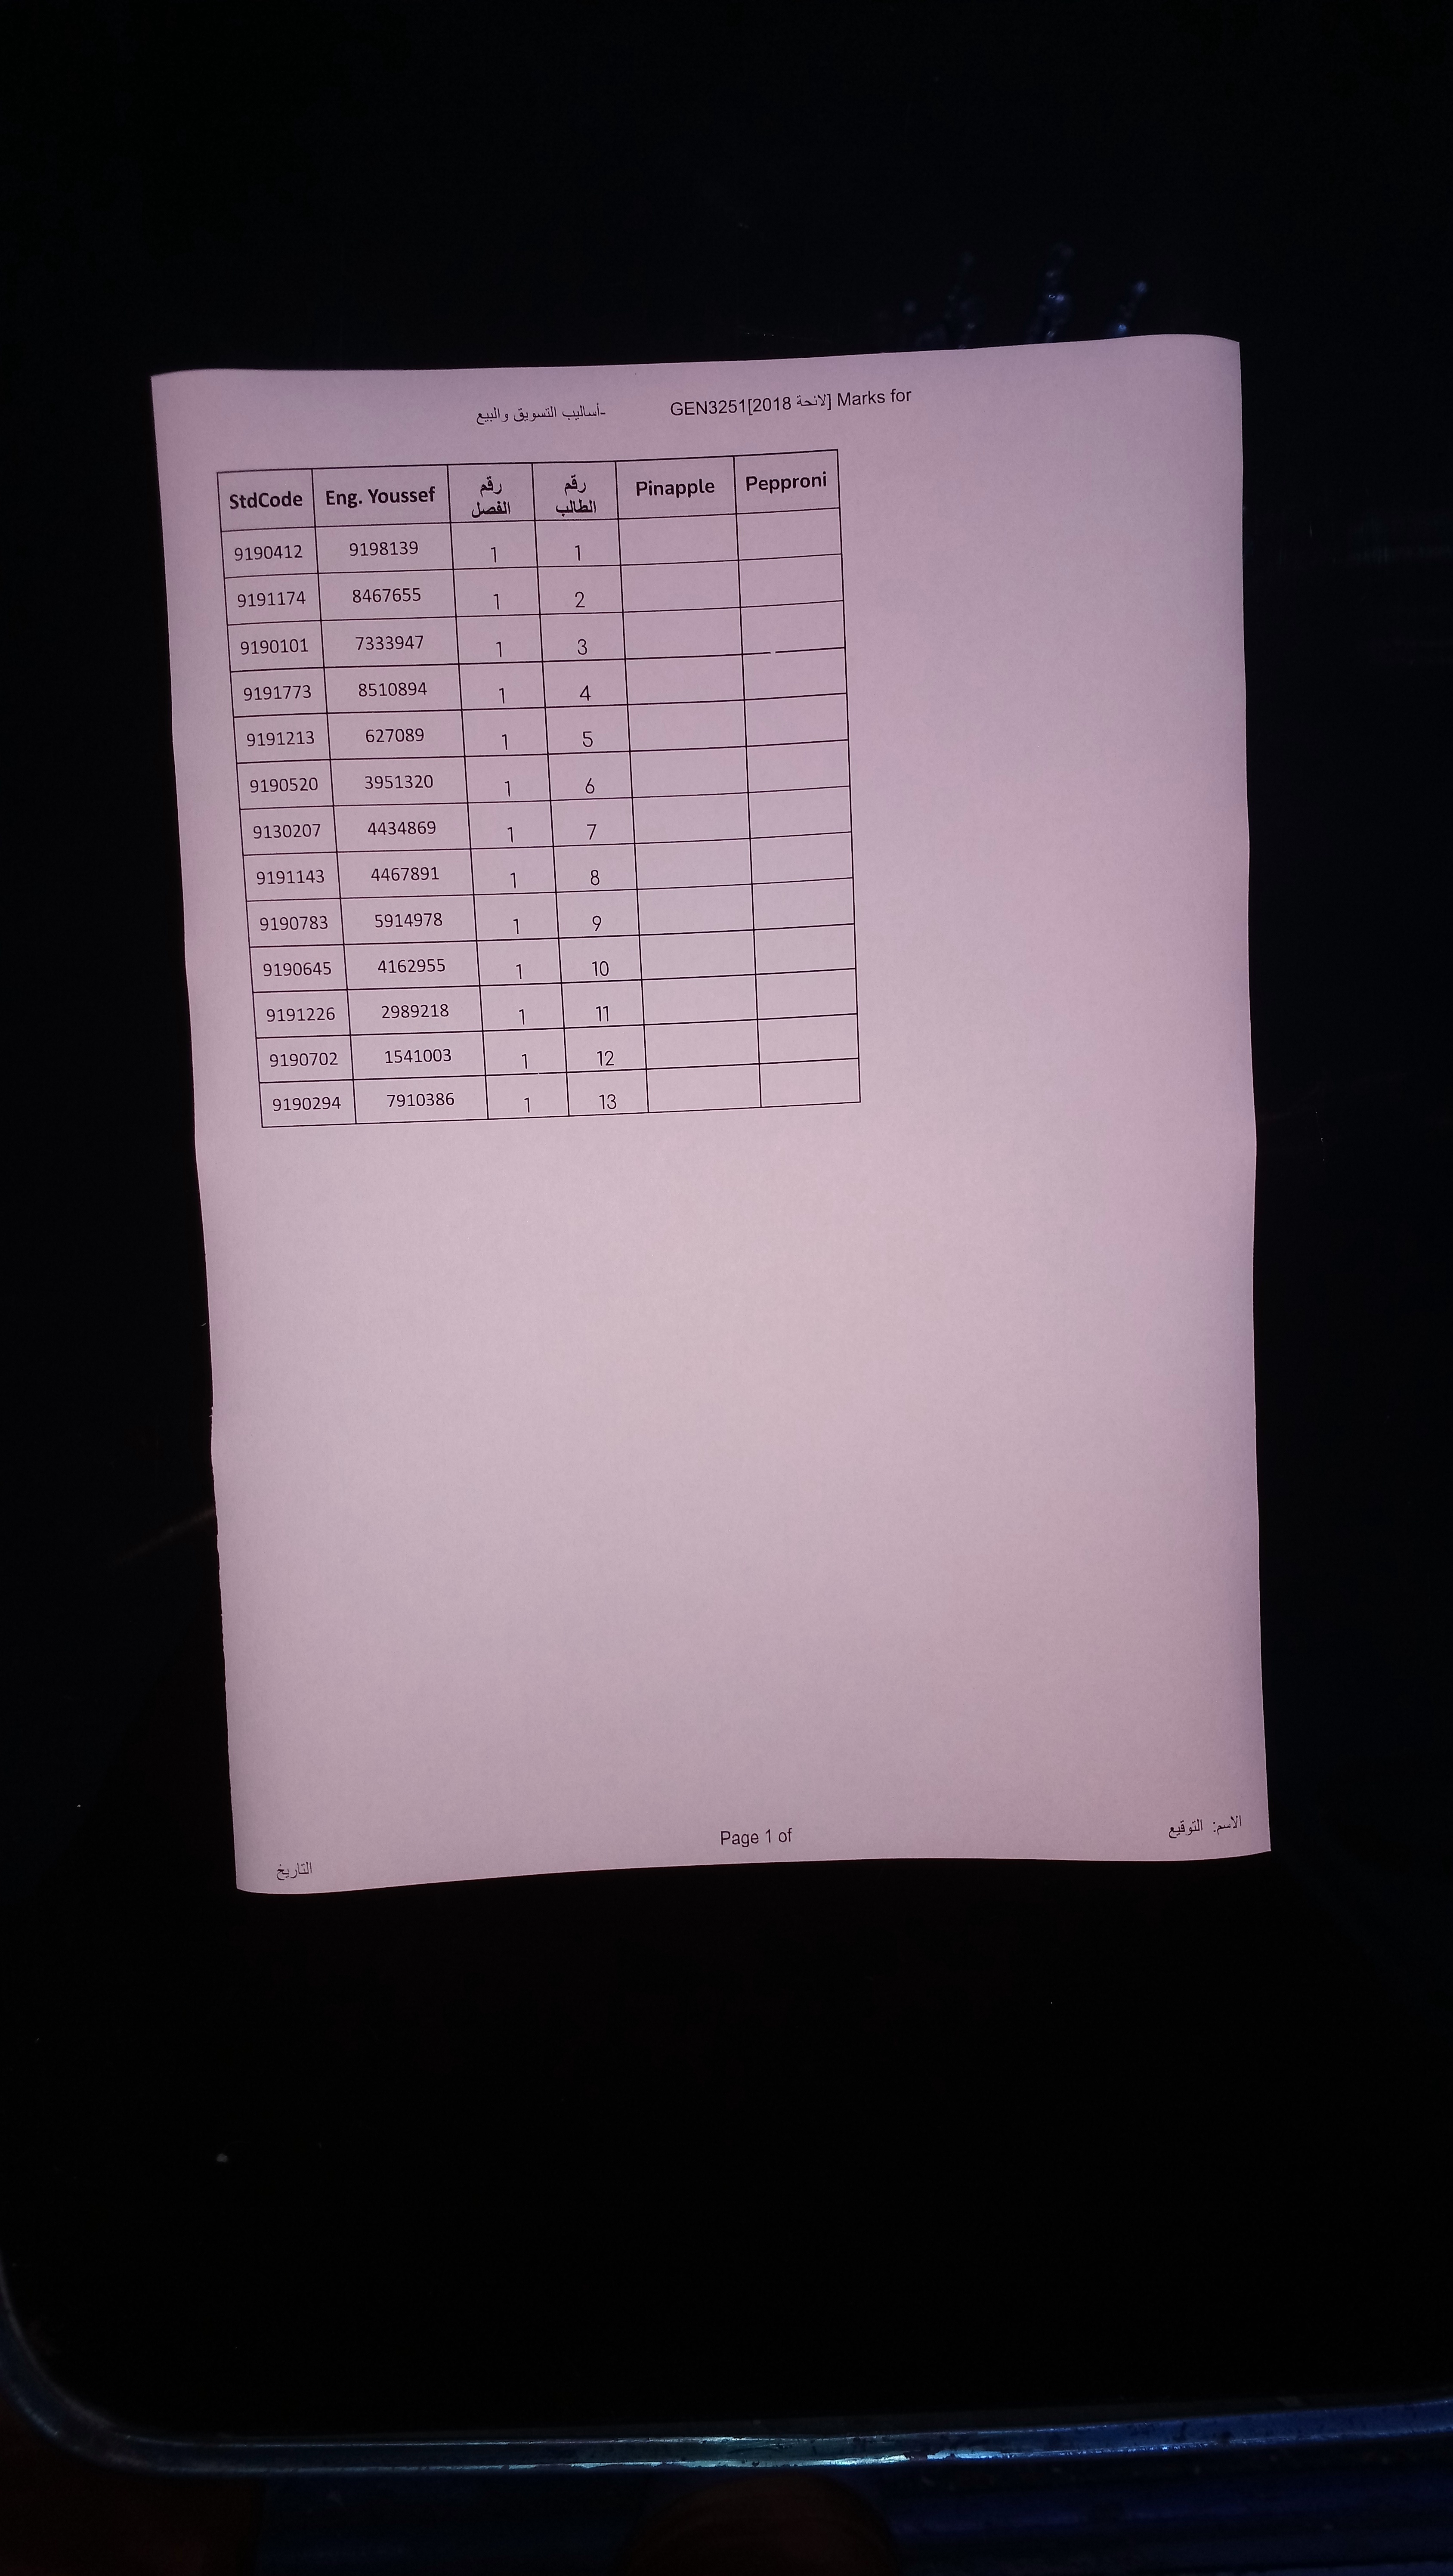 GEN3251[2018 لائحة] Marks for أساليب التسويق والبيع-
StdCode Eng. Youssef رقم الفصل رقم الطالب Pinapple Pepproni
9190412 9198139 1 1
9191174 8467655 1 2
9190101 7333947 1 3
9191773 8510894 1 4
9191213 627089 1 5
9190520 3951320 1 6
9130207 4434869 1 7
9191143 4467891 1 8
9190783 5914978 1 9
9190645 4162955 1 10
9191226 2989218 1 11
9190702 1541003 1 12
9190294 7910386 1 13
الاسم: التوقيع
Page 1 of
التاريخ